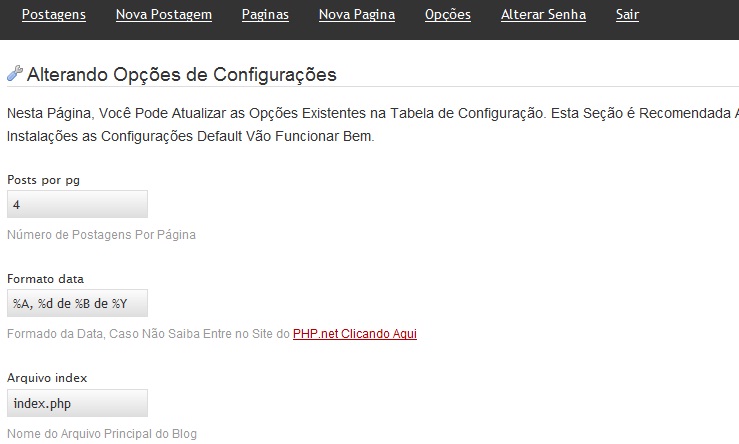 Postagens Nova Postagem Paginas Nova Pagina Opções Alterar Senha Sair
Alterando Opções de Configurações
Nesta Página, Você Pode Atualizar as Opções Existentes na Tabela de Configuração. Esta Seção é Recomendada A
Instalações as Configurações Default Vão Funcionar Bem.
Posts por pg
4
Número de Postagens Por Página
Formato data
%A, %d de %B de %Y
Formado da Data, Caso Não Saiba Entre no Site do PHP.net Clicando Aqui
Arquivo index
index.php
Nome do Arquivo Principal do Blog